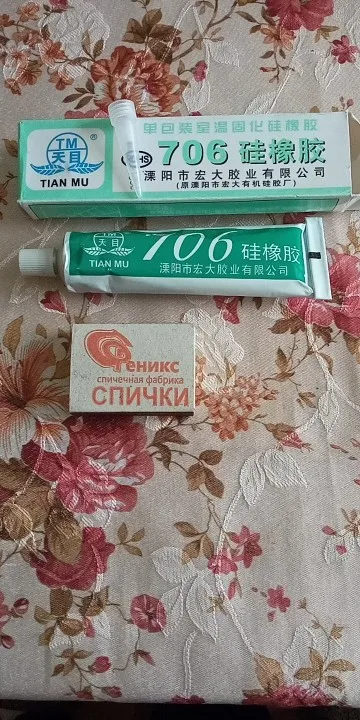 单包装室温固化硅橡胶
TM
天目
®
TIAN MU
706 硅橡胶
溧阳市宏大胶业有限公司
(原溧阳市宏大有机硅胶厂)
TM
天目
TIAN MU
706 硅橡胶
溧阳市宏大胶业有限公司
Феникс
спичечная фабрика
СПИЧКИ